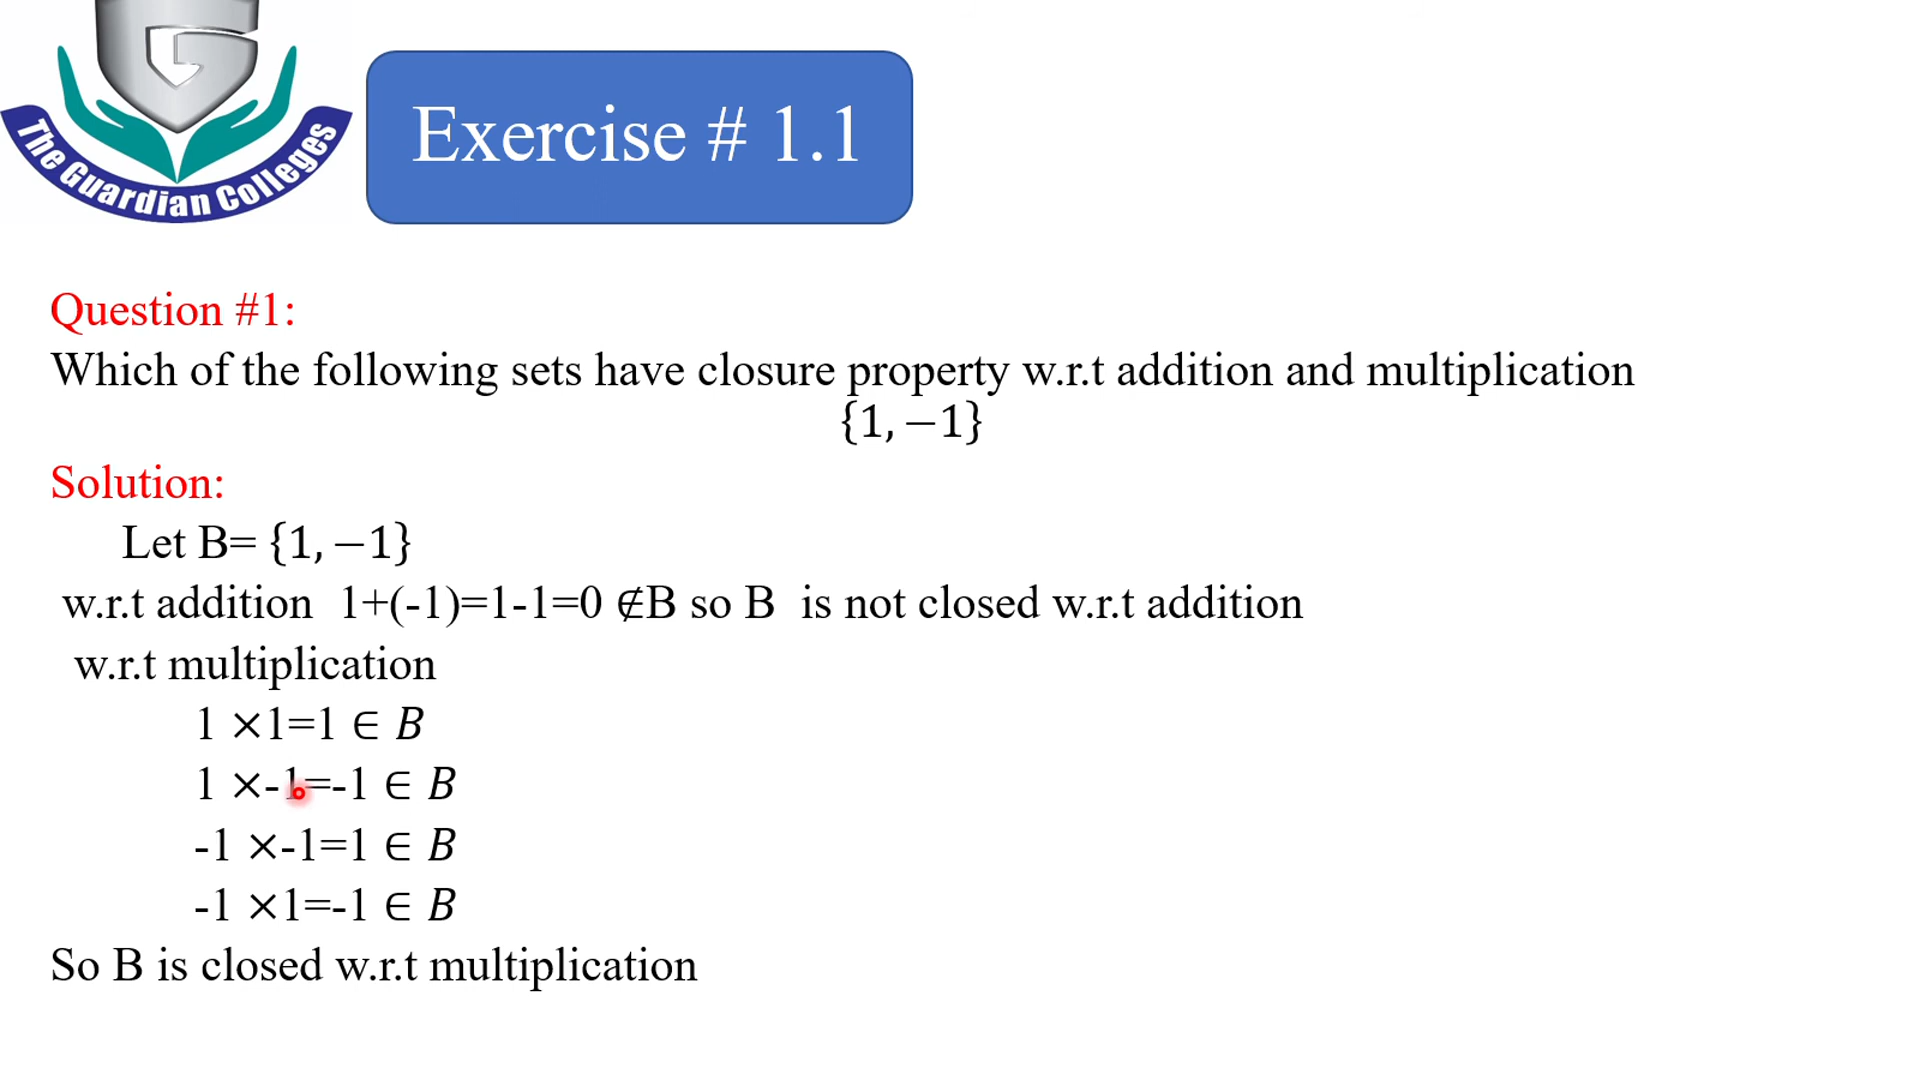 G
The Guardian Colleges
Exercise # 1.1
Question #1:
Which of the following sets have closure property w.r.t addition and multiplication
{1, −1}
Solution:
Let B= {1, −1}
w.r.t addition 1+(-1)=1-1=0 ∉B so B is not closed w.r.t addition
w.r.t multiplication
1 ×1=1 ∈ B
1 ×-1=-1 ∈ B
-1 ×-1=1 ∈ B
-1 ×1=-1 ∈ B
So B is closed w.r.t multiplication